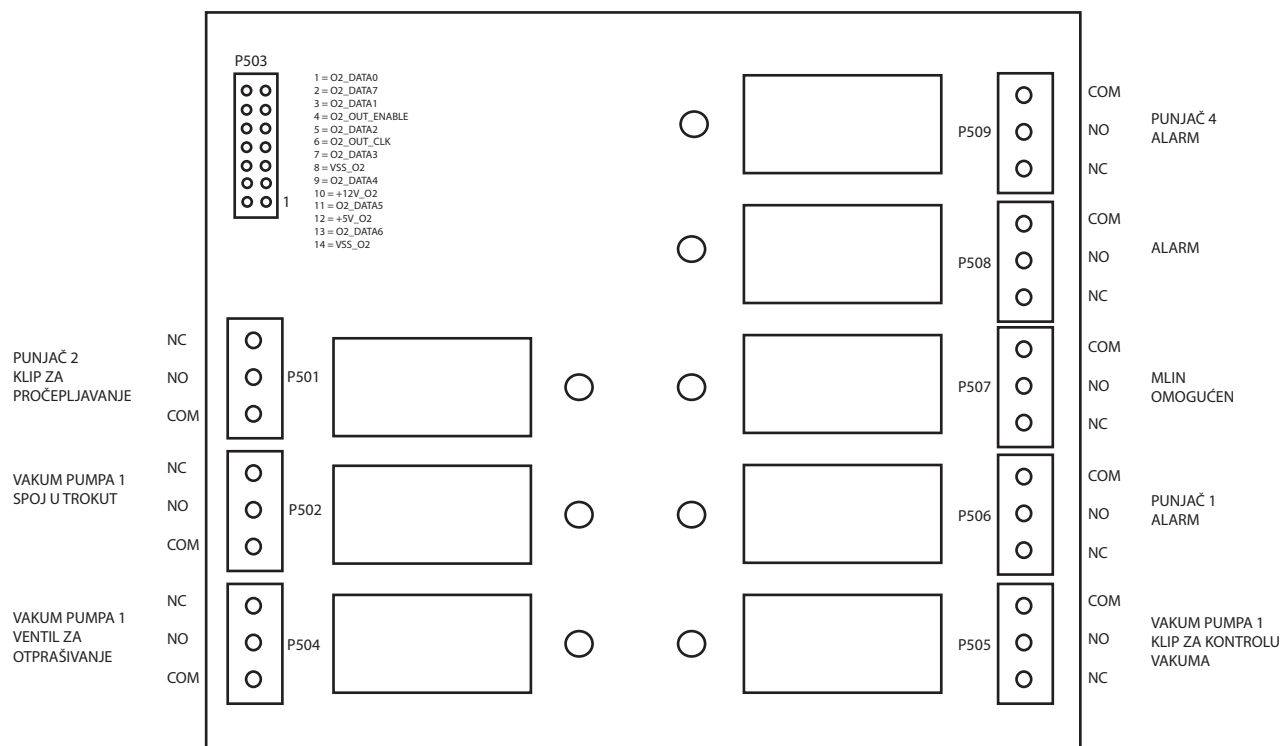 P503
1 = O2_DATA0
2 = O2_DATA7
3 = O2_DATA1
4 = O2_OUT_ENABLE
5 = O2_DATA2
6 = O2_OUT_CLK
7 = O2_DATA3
8 = VSS_O2
9 = O2_DATA4
10 = +12V_O2
11 = O2_DATA5
12 = +5V_O2
13 = O2_DATA6
14 = VSS_O2
1
PUNJAČ 2
KLIP ZA
PROČEPLJAVANJE
NC
NO
COM
P501
VAKUM PUMPA 1
SPOJ U TROKUT
NC
NO
COM
P502
VAKUM PUMPA 1
VENTIL ZA
OTPRAŠIVANJE
NC
NO
COM
P504
P509
COM
NO
NC
PUNJAČ 4
ALARM
P508
COM
NO
NC
ALARM
P507
COM
NO
NC
MLIN
OMOGUĆEN
P506
COM
NO
NC
PUNJAČ 1
ALARM
P505
COM
NO
NC
VAKUM PUMPA 1
KLIP ZA KONTROLU
VAKUMA